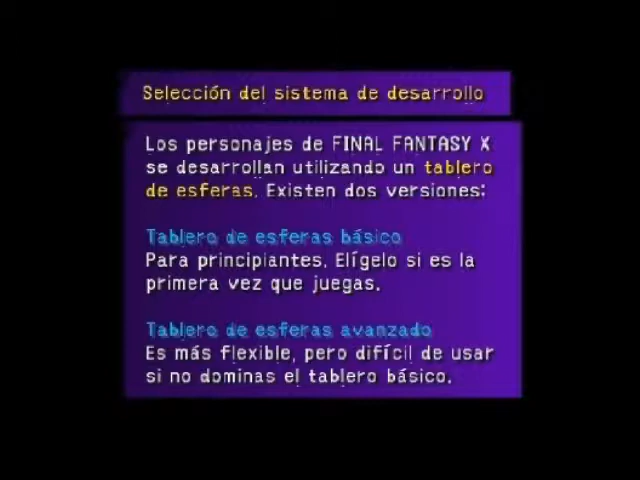 Selección del sistema de desarrollo
Los personajes de FINAL FANTASY X
se desarrollan utilizando un tablero
de esferas. Existen dos versiones:
Tablero de esferas básico
Para principiantes. Elígelo si es la
primera vez que juegas.
Tablero de esferas avanzado
Es más flexible, pero difícil de usar
si no dominas el tablero básico.